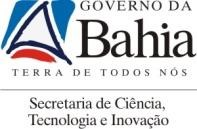 GOVERNO DA
Bahia
TERRA DE TODOS NÓS
Secretaria de Ciência,
Tecnologia e Inovação